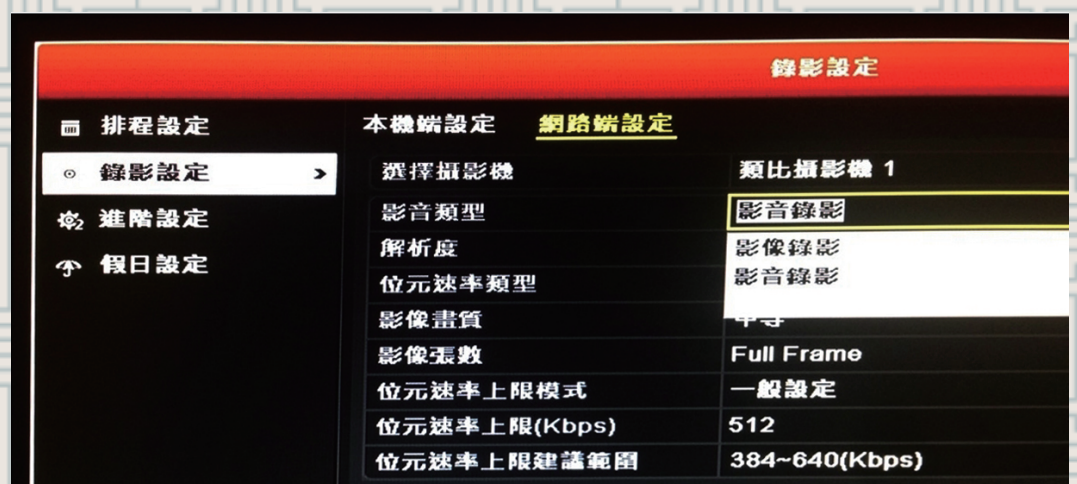 錄影設定
排程設定
錄影設定
進階設定
假日設定
本機端設定 網路端設定
選擇攝影機 類比攝影機 1
影音類型 影音錄影
影像錄影
影音錄影
解析度
位元速率類型
影像畫質 中等
影像張數 Full Frame
位元速率上限模式 一般設定
位元速率上限(Kbps) 512
位元速率上限建議範圍 384~640(Kbps)